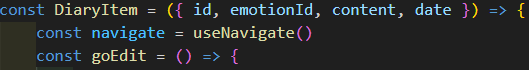 const DiaryItem = ({ id, emotionId, content, date }) => {
const navigate = useNavigate()
const goEdit = () => {